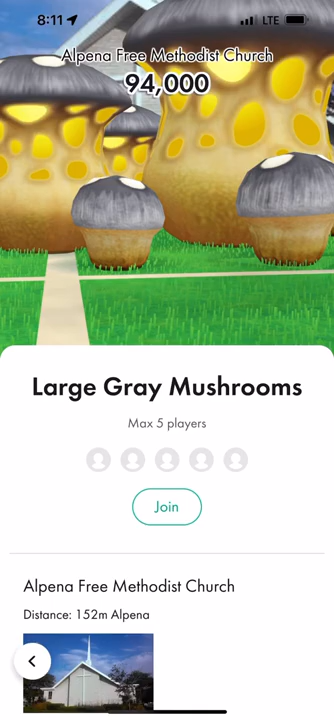 8:11
LTE
Alpena Free Methodist Church
94,000
Large Gray Mushrooms
Max 5 players
Join
Alpena Free Methodist Church
Distance: 152m Alpena